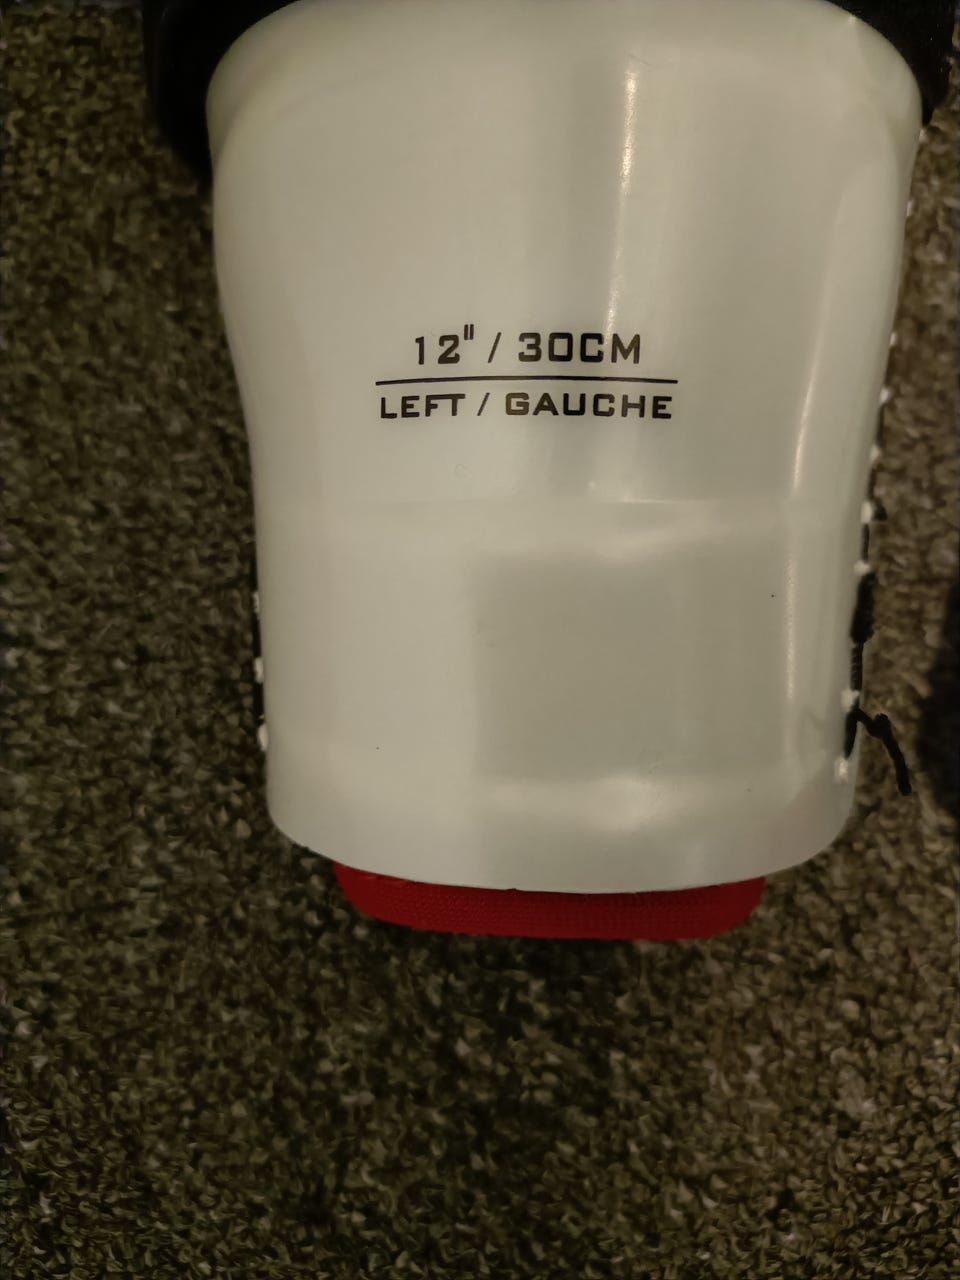 12" / 30CM
LEFT / GAUCHE